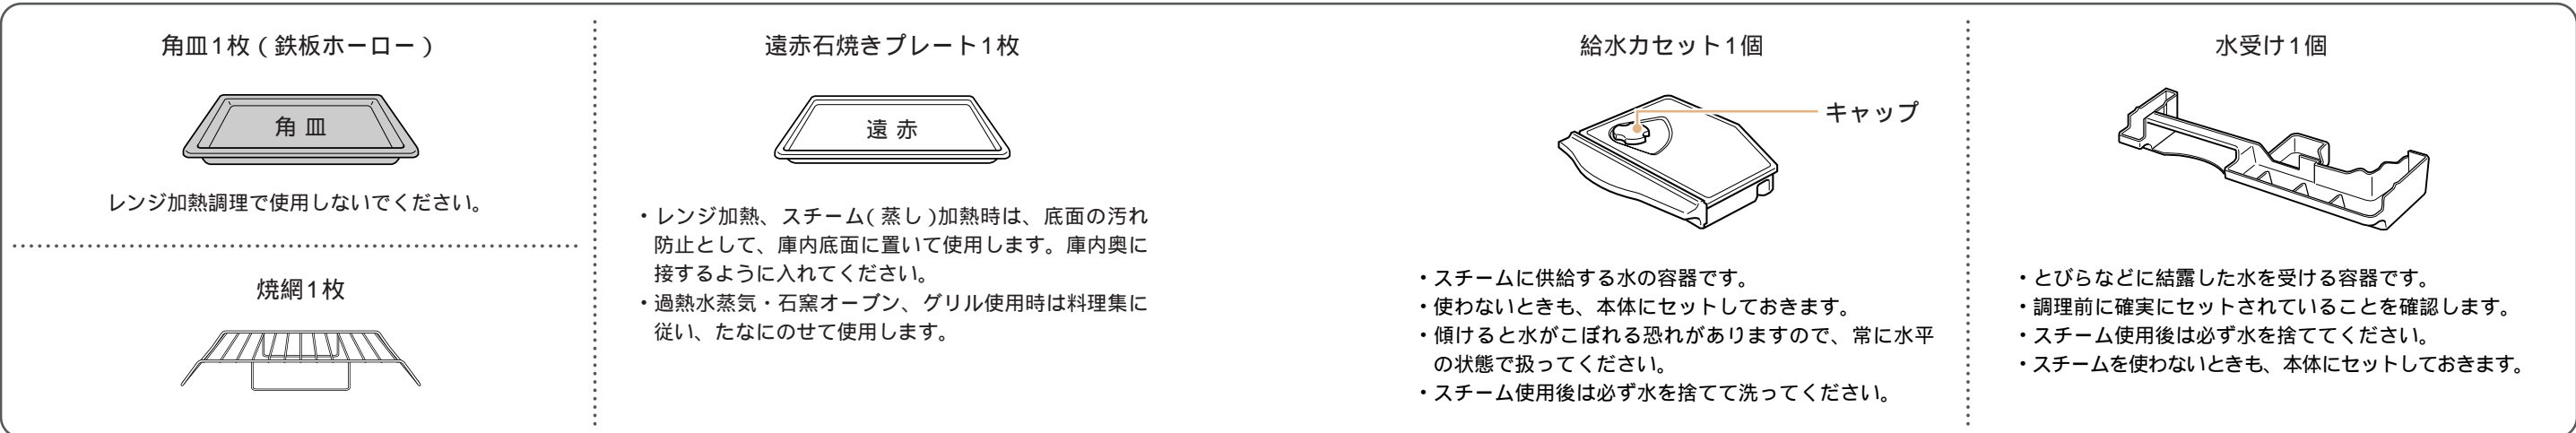 角皿1枚(鉄板ホーロー)
角 皿
レンジ加熱調理で使用しないでください。
焼網1枚
遠赤石焼きプレート1枚
遠 赤
・レンジ加熱、スチーム(蒸し)加熱時は、底面の汚れ
防止として、庫内底面に置いて使用します。庫内奥に
接するように入れてください。
・過熱水蒸気・石窯オーブン、グリル使用時は料理集に
従い、たなにのせて使用します。
給水カセット1個
キャップ
・スチームに供給する水の容器です。
・使わないときも、本体にセットしておきます。
・傾けると水がこぼれる恐れがありますので、常に水平
の状態で扱ってください。
・スチーム使用後は必ず水を捨てて洗ってください。
水受け1個
・とびらなどに結露した水を受ける容器です。
・調理前に確実にセットされていることを確認します。
・スチーム使用後は必ず水を捨ててください。
・スチームを使わないときも、本体にセットしておきます。